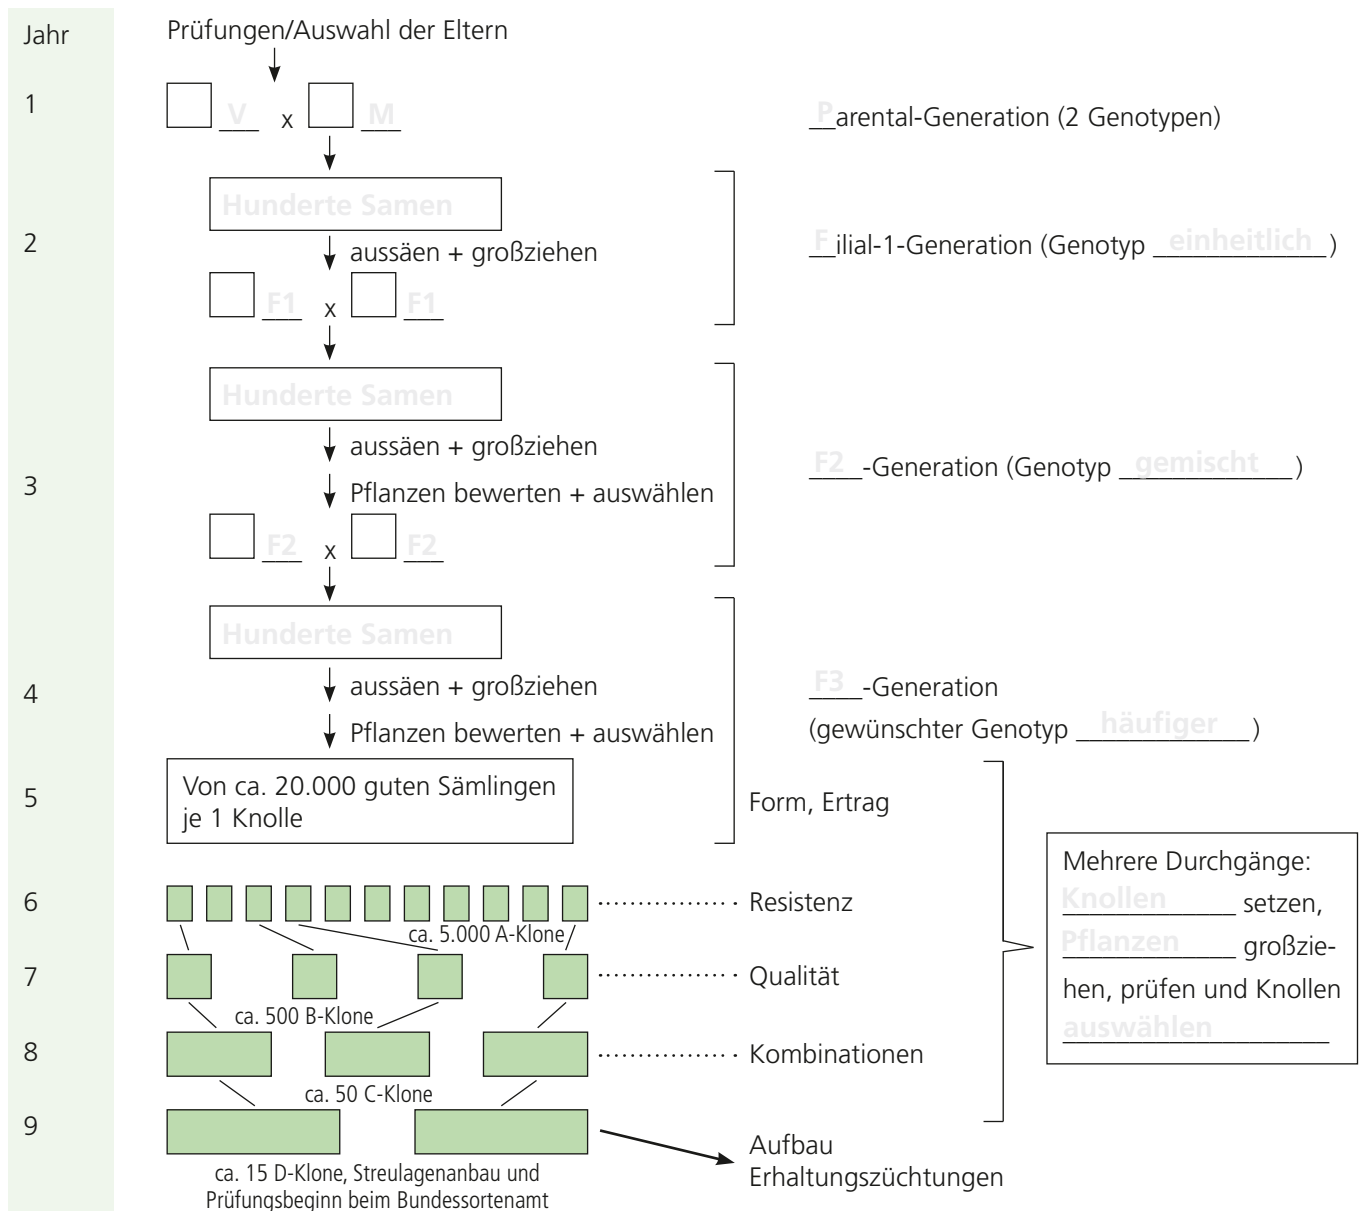 Jahr
Prüfungen/Auswahl der Eltern
1
V x M
Parental-Generation (2 Genotypen)
Hunderte Samen
2
aussäen + großziehen
Filial-1-Generation (Genotyp einheitlich)
F1 x F1
Hunderte Samen
aussäen + großziehen
F2-Generation (Genotyp gemischt)
3
Pflanzen bewerten + auswählen
F2 x F2
Hunderte Samen
4
aussäen + großziehen
F3-Generation
Pflanzen bewerten + auswählen
(gewünschter Genotyp häufiger)
5
Von ca. 20.000 guten Sämlingen
je 1 Knolle
Form, Ertrag
Mehrere Durchgänge:
Knollen setzen,
Pflanzen großzie-
hen, prüfen und Knollen
auswählen
6
Resistenz
ca. 5.000 A-Klone
7
Qualität
ca. 500 B-Klone
8
Kombinationen
ca. 50 C-Klone
9
Aufbau
Erhaltungszüchtungen
ca. 15 D-Klone, Streulagenanbau und
Prüfungsbeginn beim Bundessortenamt